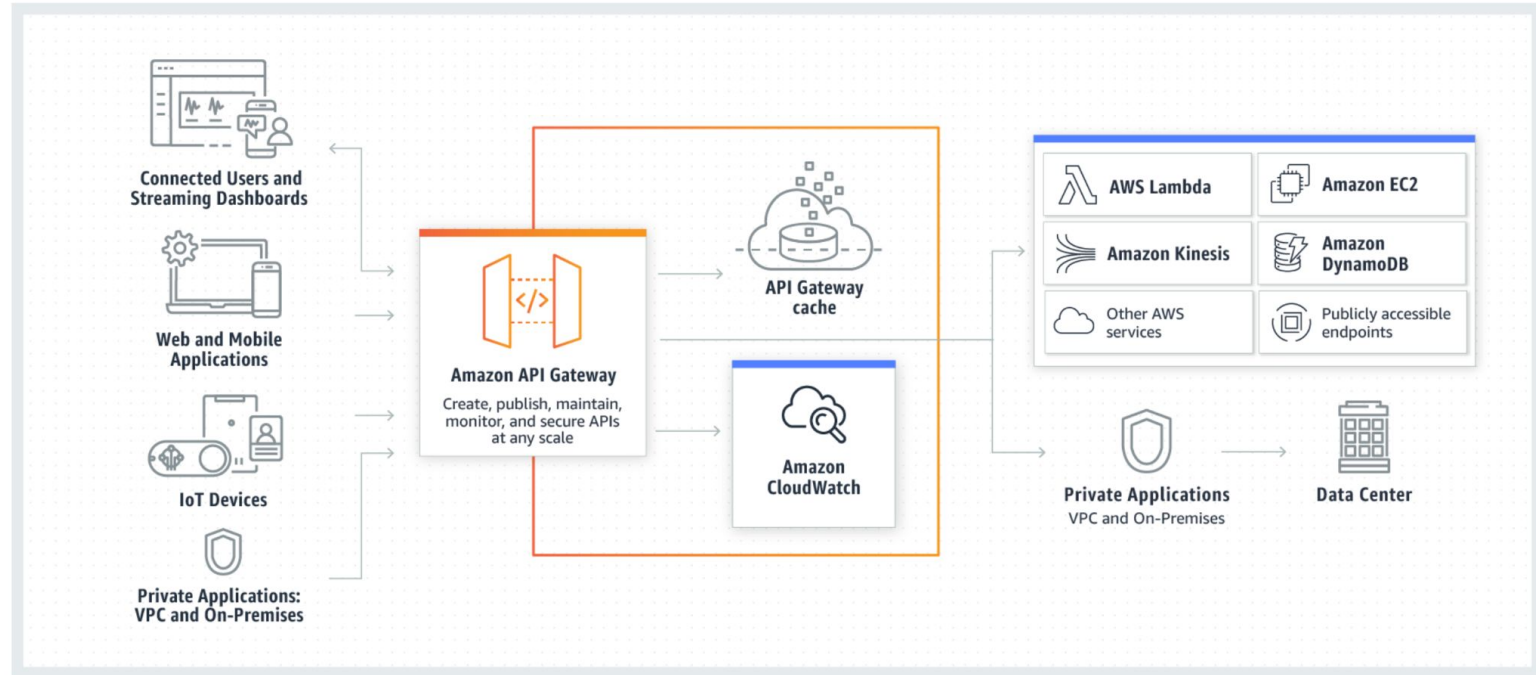 Connected Users and
Streaming Dashboards
Web and Mobile
Applications
IoT Devices
Private Applications:
VPC and On-Premises
</>
Amazon API Gateway
Create, publish, maintain,
monitor, and secure APIs
at any scale
API Gateway
cache
Amazon
CloudWatch
AWS Lambda
Amazon EC2
Amazon Kinesis
Amazon
DynamoDB
Other AWS
services
Publicly accessible
endpoints
Private Applications
VPC and On-Premises
Data Center